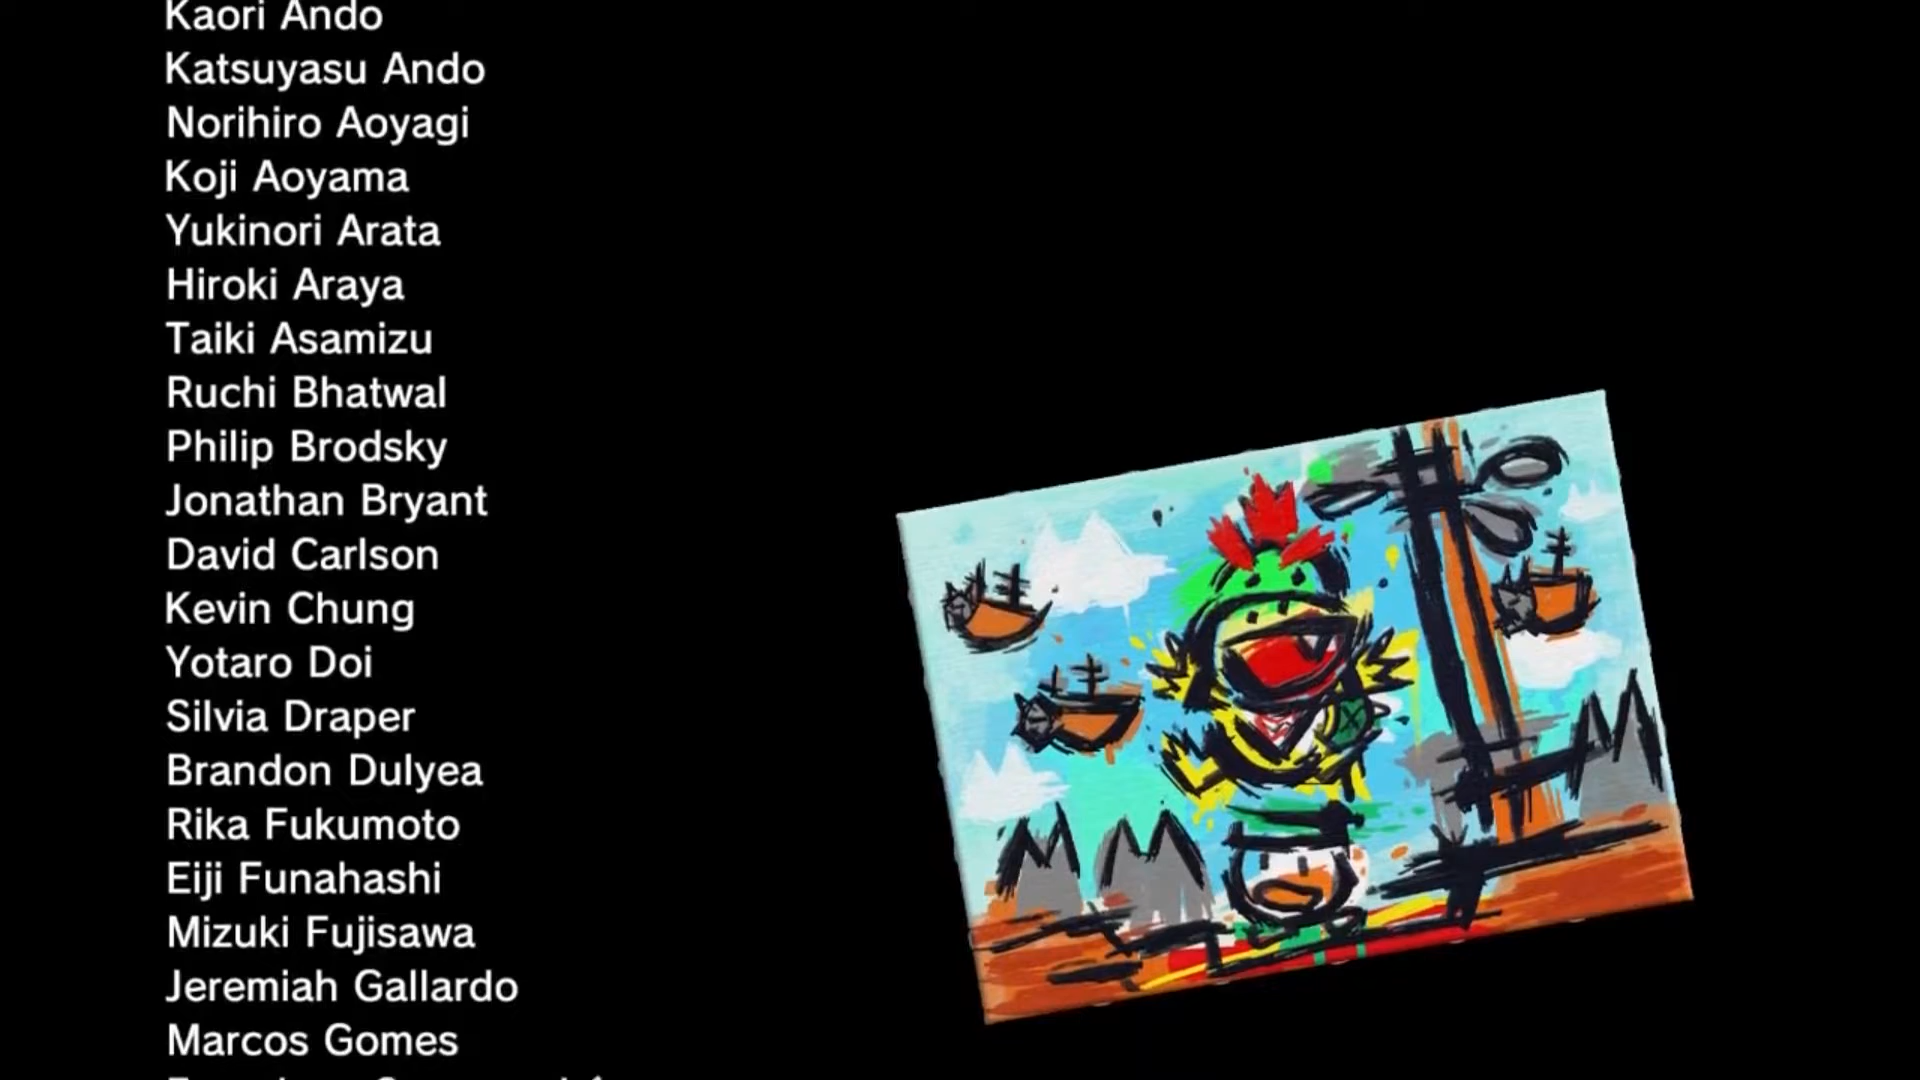 Kaori Ando
Katsuyasu Ando
Norihiro Aoyagi
Koji Aoyama
Yukinori Arata
Hiroki Araya
Taiki Asamizu
Ruchi Bhatwal
Philip Brodsky
Jonathan Bryant
David Carlson
Kevin Chung
Yotaro Doi
Silvia Draper
Brandon Dulyea
Rika Fukumoto
Eiji Funahashi
Mizuki Fujisawa
Jeremiah Gallardo
Marcos Gomes